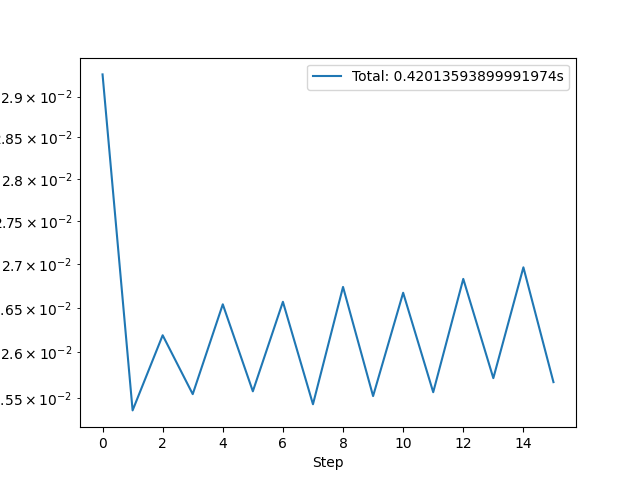 Total: 0.42013593899991974s
2.9 × 10⁻²
2.85 × 10⁻²
2.8 × 10⁻²
2.75 × 10⁻²
2.7 × 10⁻²
.65 × 10⁻²
2.6 × 10⁻²
.55 × 10⁻²
0 2 4 6 8 10 12 14
Step